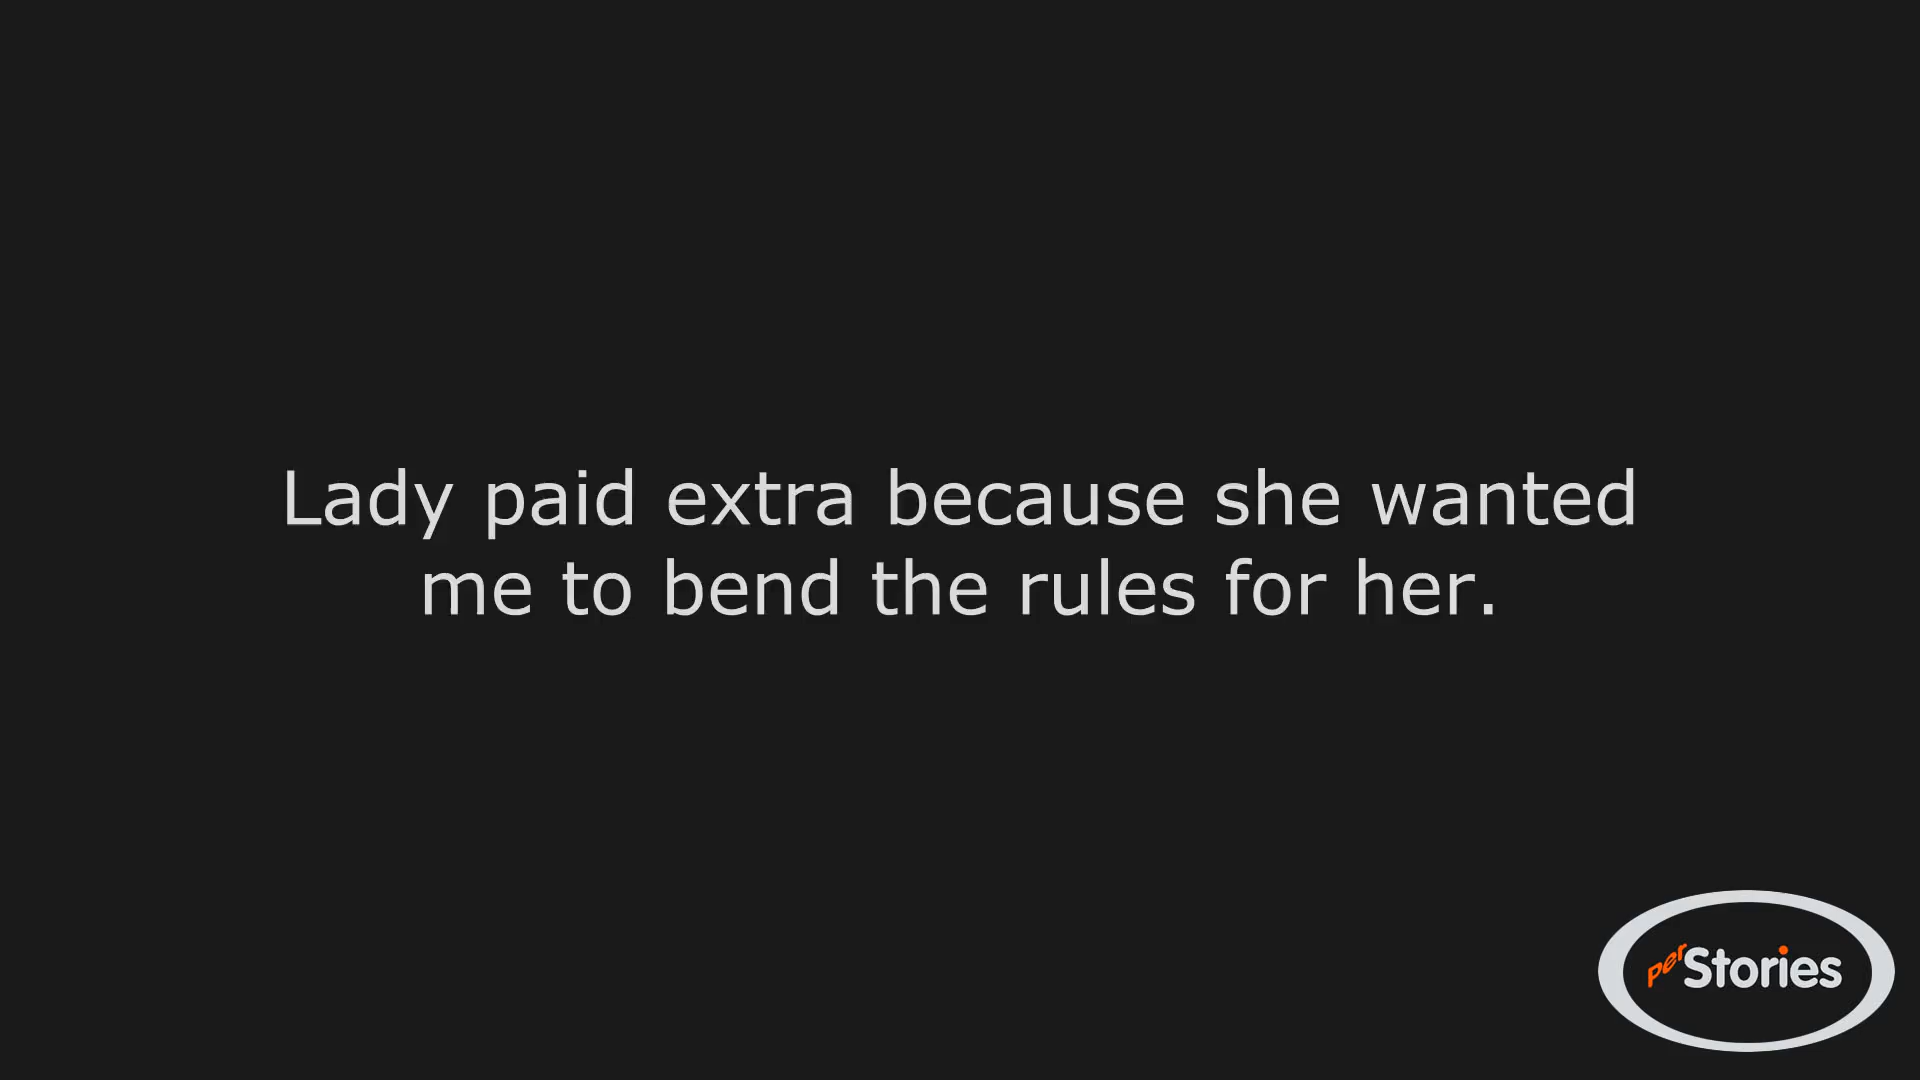 Lady paid extra because she wanted
me to bend the rules for her.
perStories